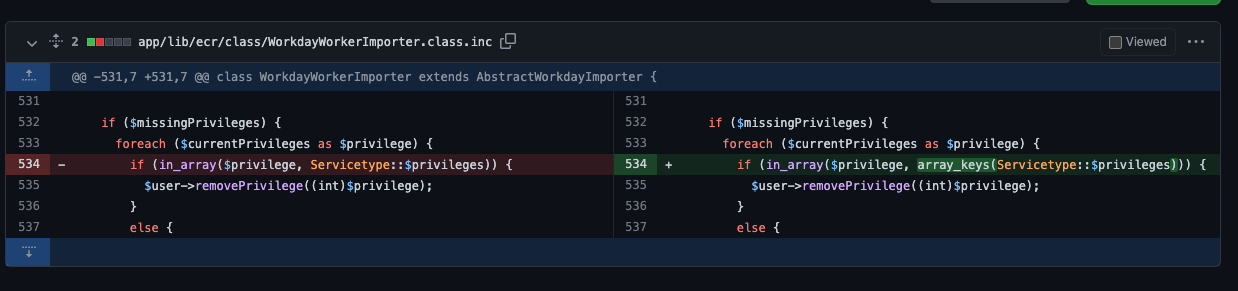 2 app/lib/ecr/class/WorkdayWorkerImporter.class.inc Viewed
@@ -531,7 +531,7 @@ class WorkdayWorkerImporter extends AbstractWorkdayImporter {
531
532 if ($missingPrivileges) {
533 foreach ($currentPrivileges as $privilege) {
534 - if (in_array($privilege, Servicetype::$privileges)) {
535 $user->removePrivilege((int)$privilege);
536 }
537 else {
531
532 if ($missingPrivileges) {
533 foreach ($currentPrivileges as $privilege) {
534 + if (in_array($privilege, array_keys(Servicetype::$privileges))) {
535 $user->removePrivilege((int)$privilege);
536 }
537 else {